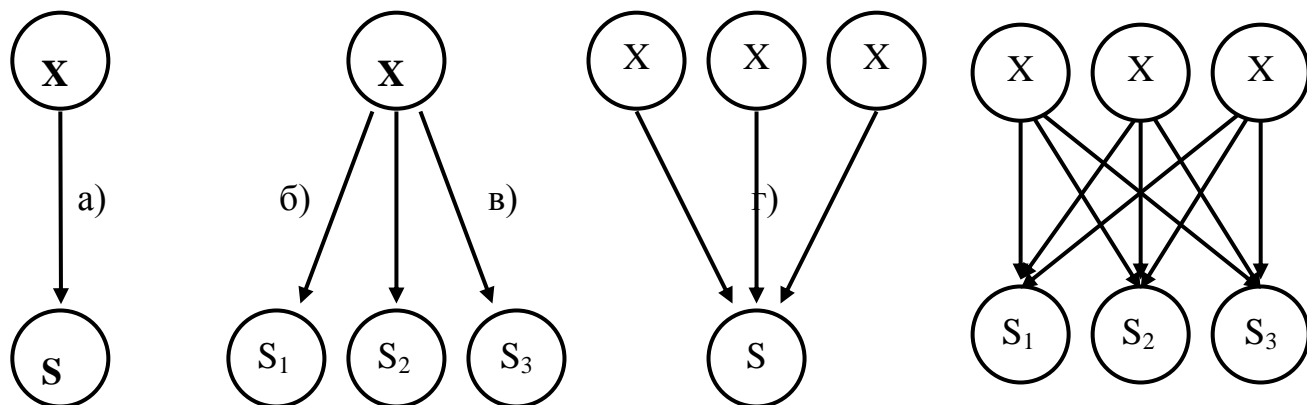 X X X X X X X X
а) б) в) г)
S S₁ S₂ S₃ S S₁ S₂ S₃